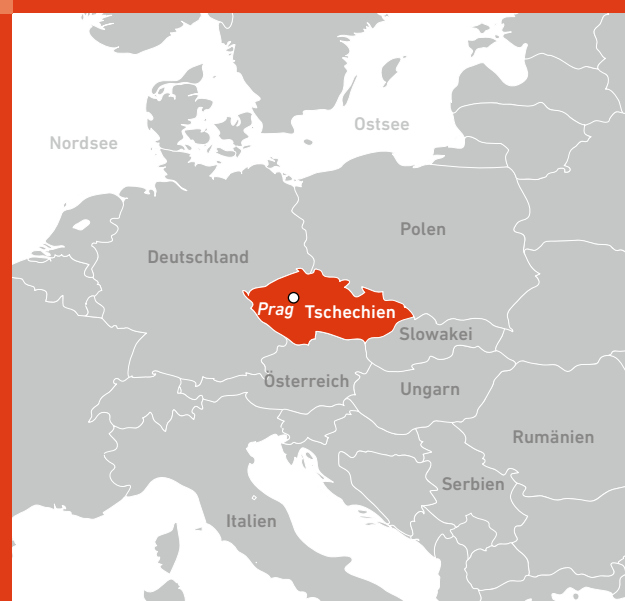 Ostsee
Nordsee
Polen
Deutschland
Prag Tschechien
Slowakei
Österreich
Ungarn
Rumänien
Serbien
Italien